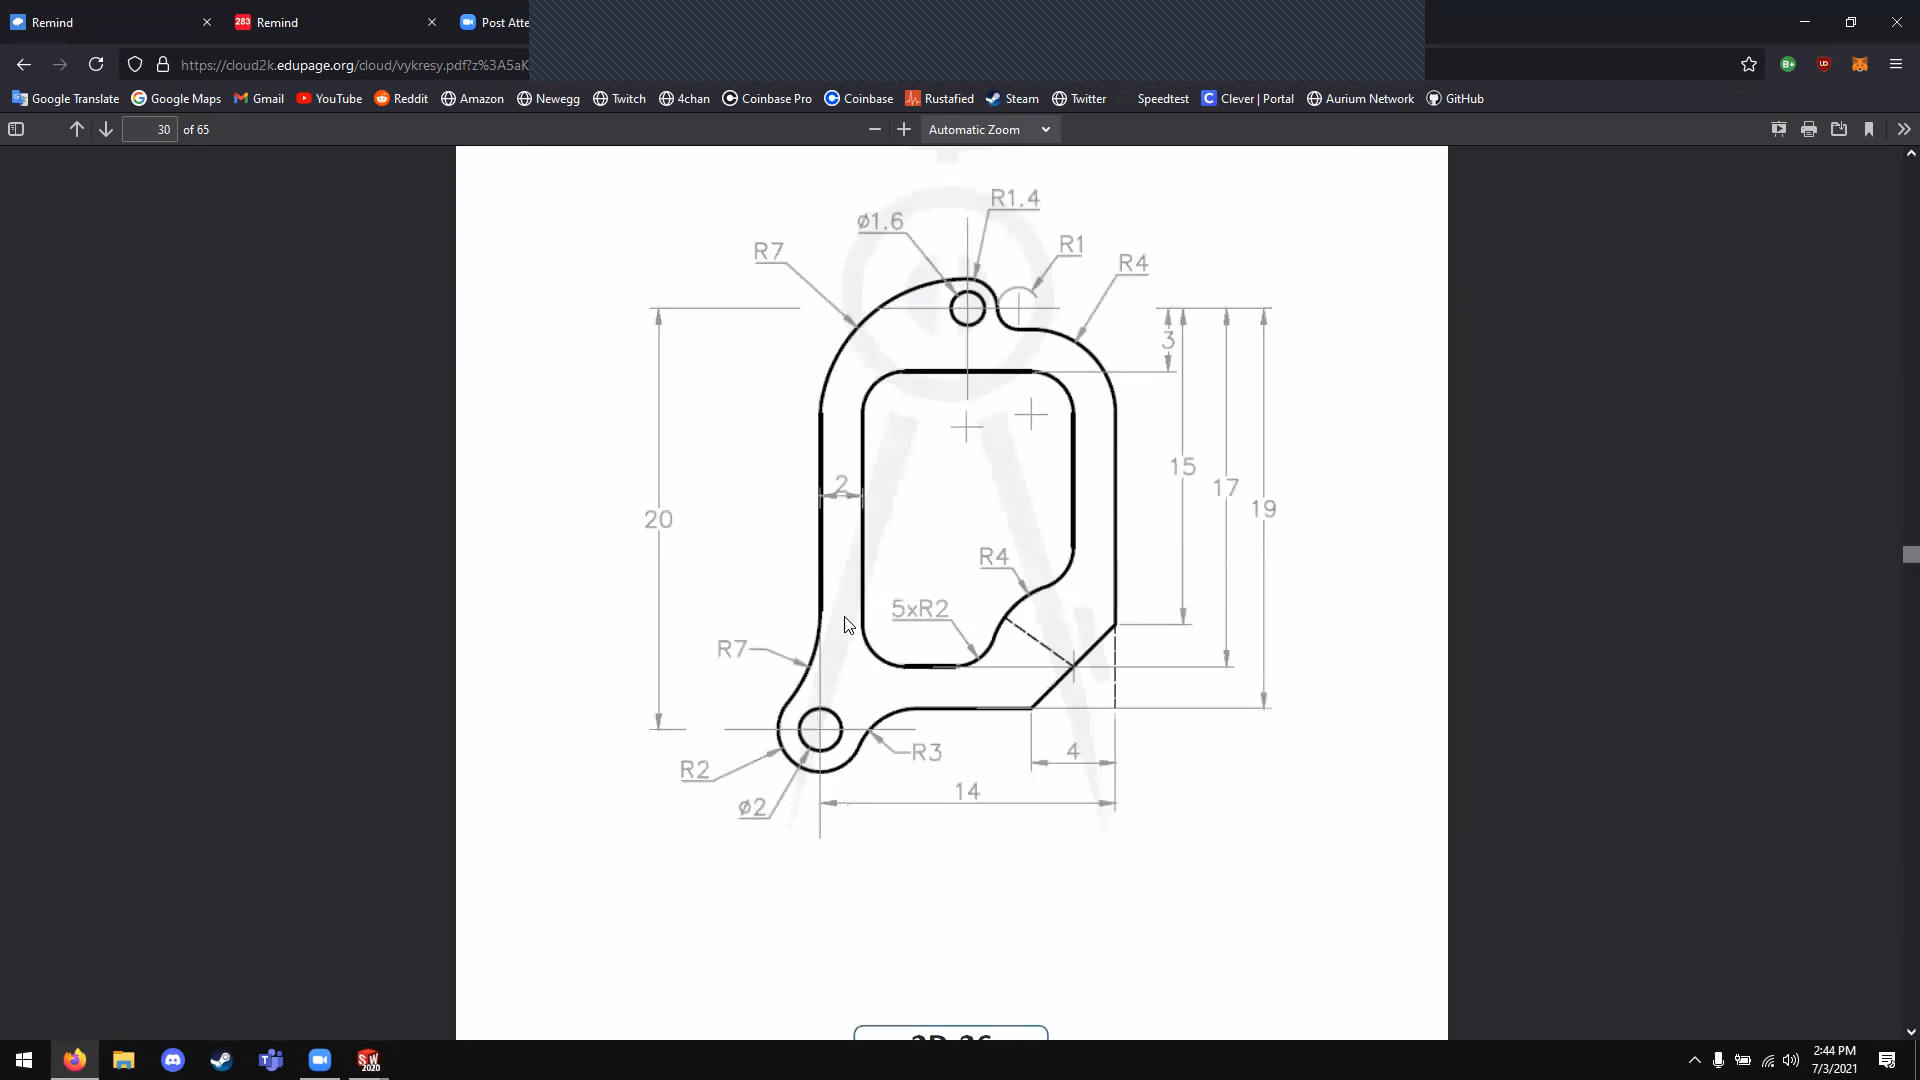 Remind
283 Remind
Post Atte
https://cloud2k.edupage.org/cloud/vykresy.pdf?z%3A5aK
Google Translate Google Maps Gmail YouTube Reddit Amazon Newegg Twitch 4chan Coinbase Pro Coinbase Rustafied Steam Twitter Speedtest Clever | Portal Aurium Network GitHub
30 of 65 Automatic Zoom
R1.4
ø1.6
R1
R7
R4
3
15
2
17
19
20
R4
5xR2
R7
R3
4
R2
14
ø2
2:44 PM
7/3/2021
SW
2020